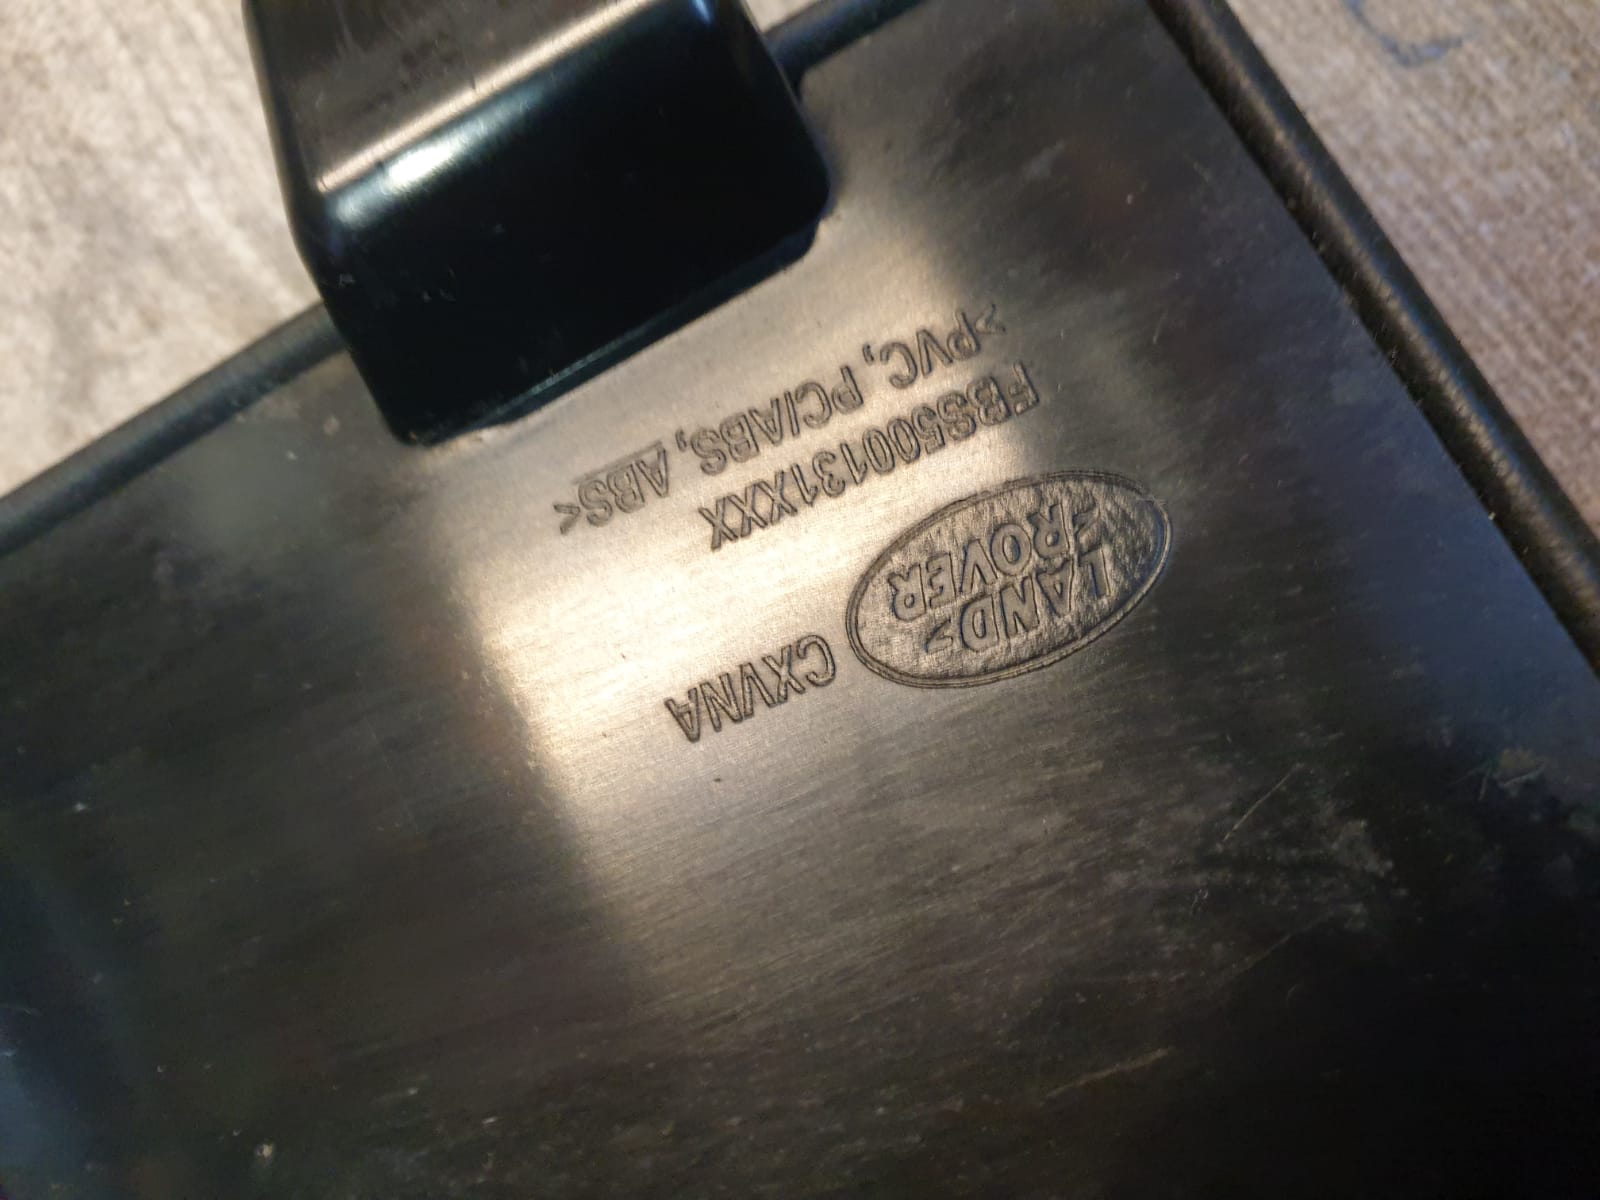 CXVNA
LAND
ROVER
FBS500131XXX
>PVC, PC/ABS, ABS<